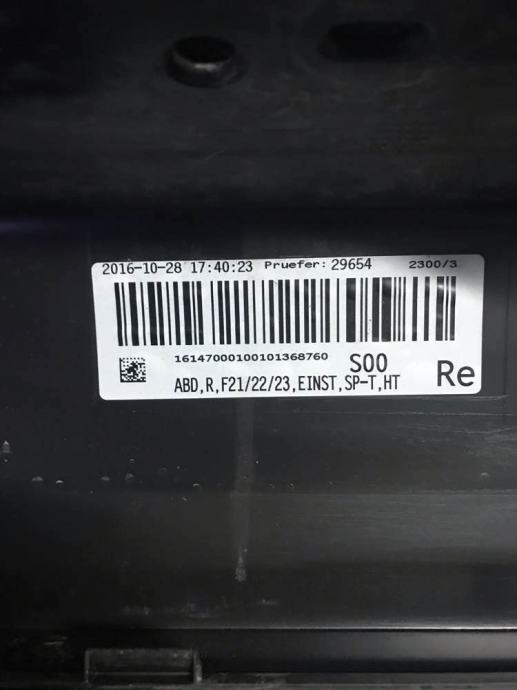 2016-10-28 17:40:23 Pruefer: 29654 2300/3
16147000100101368760 S00
ABD,R,F21/22/23,EINST,SP-T,HT Re